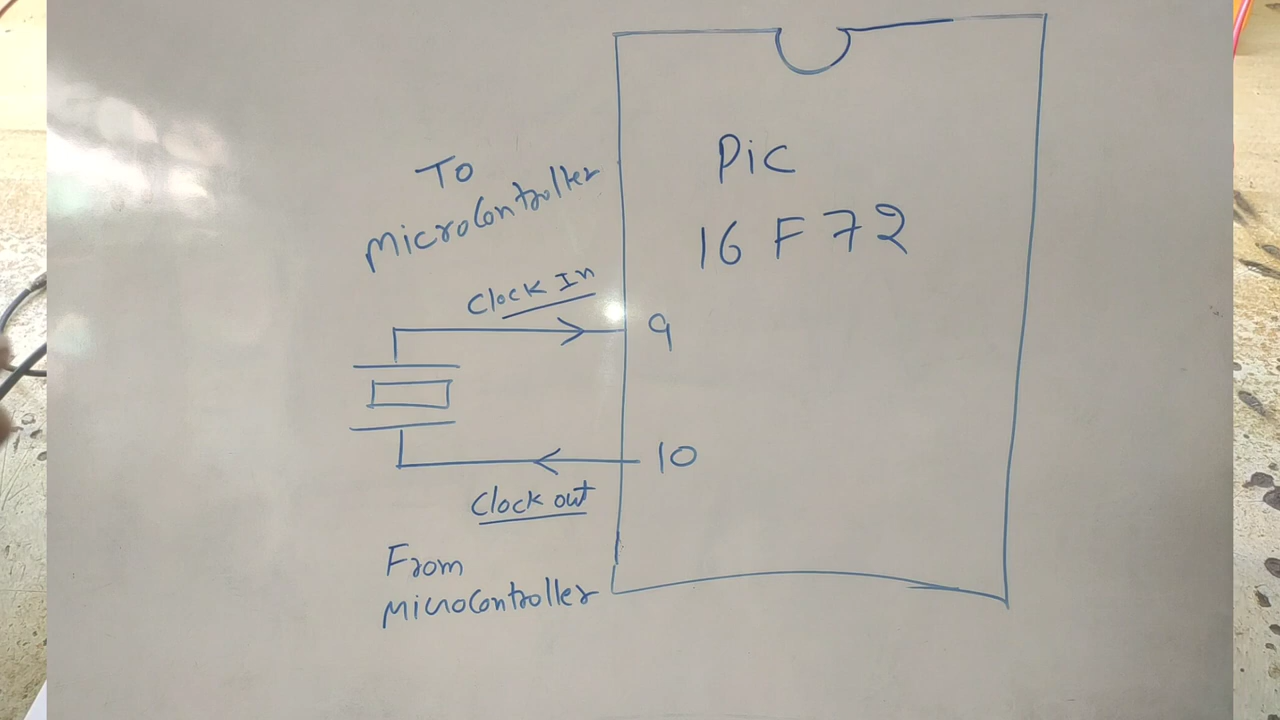 Pic
16 F 72
To
Microcontroller
Clock In
9
10
Clock out
From
Microcontroller